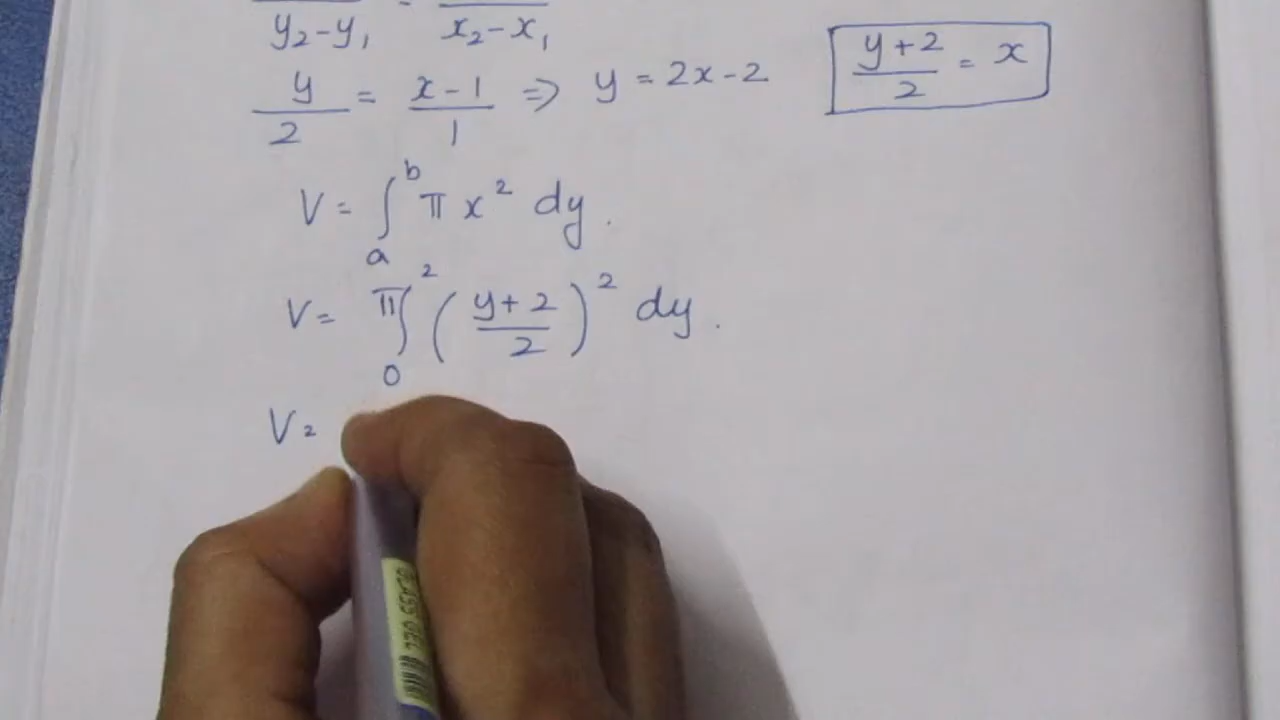 y₂-y₁ = x₂-x₁
y/2 = x-1/1 ⇒ y = 2x-2
y+2/2 = x
V = ∫ₐᵇ π x² dy.
V = π∫₀² (y+2/2)² dy.
V =